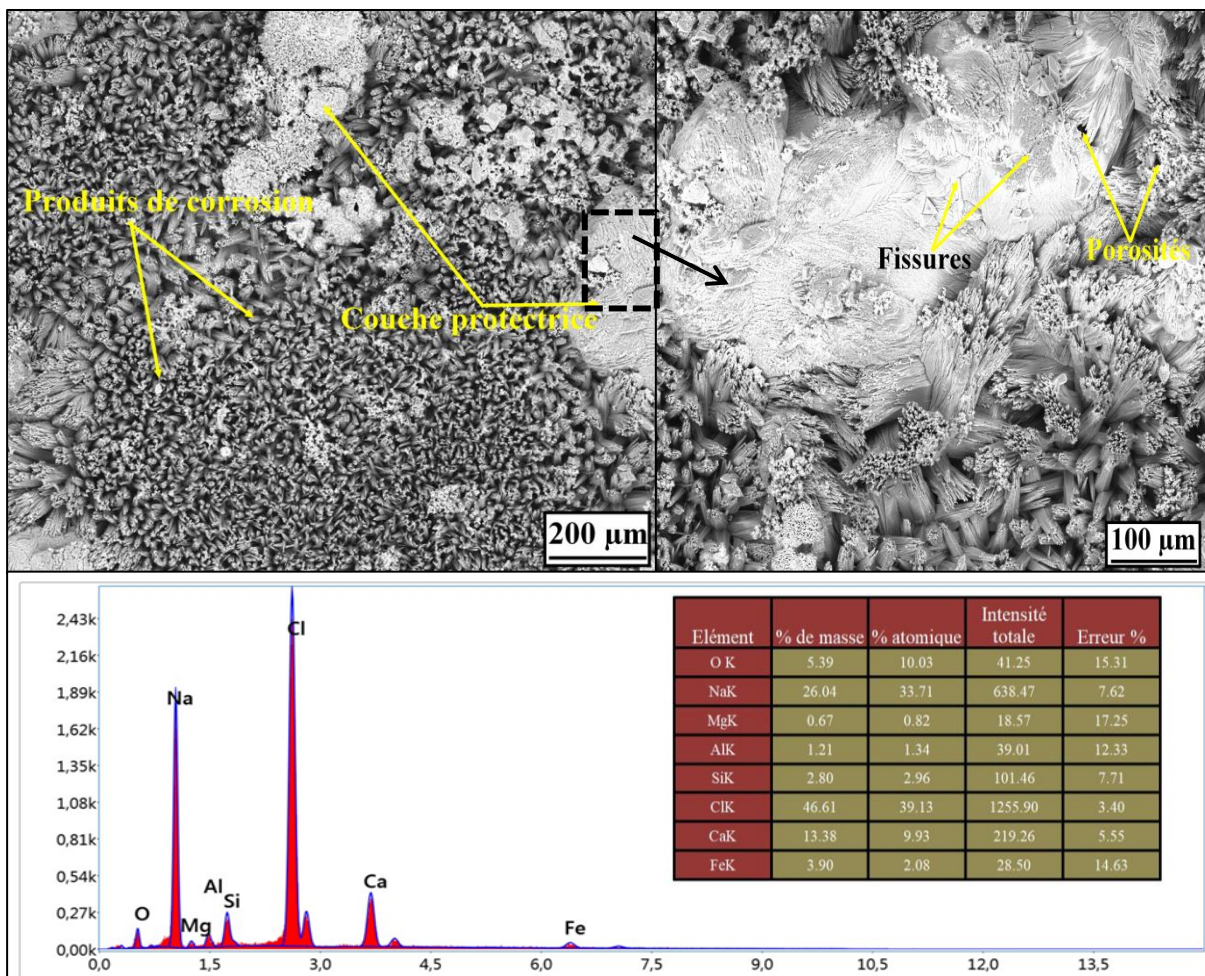 Produits de corrosion
Couche protectrice
200 µm
Fissures
Porosités
100 µm
2,43k
2,16k
1,89k
1,62k
1,35k
1,08k
0,81k
0,54k
0,27k
0,00k
O
Na
Mg
Al
Si
Cl
Ca
Fe
0,0 1,5 3,0 4,5 6,0 7,5 9,0 10,5 12,0 13,5
Elément % de masse % atomique Intensité totale Erreur %
O K 5.39 10.03 41.25 15.31
NaK 26.04 33.71 638.47 7.62
MgK 0.67 0.82 18.57 17.25
AlK 1.21 1.34 39.01 12.33
SiK 2.80 2.96 101.46 7.71
ClK 46.61 39.13 1255.90 3.40
CaK 13.38 9.93 219.26 5.55
FeK 3.90 2.08 28.50 14.63